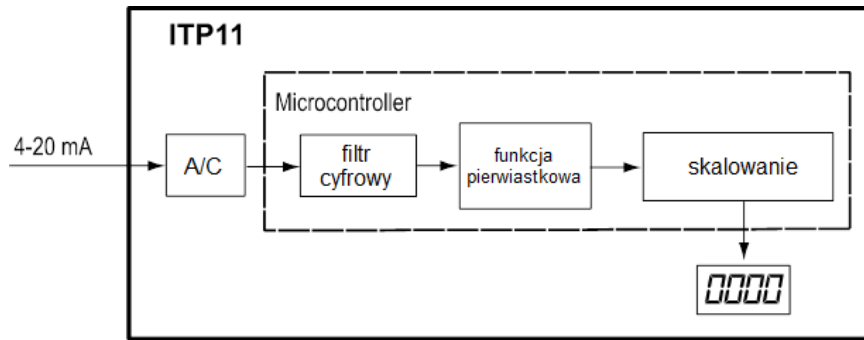 ITP11
Microcontroller
4-20 mA
A/C
filtr
cyfrowy
funkcja
pierwiastkowa
skalowanie
0000